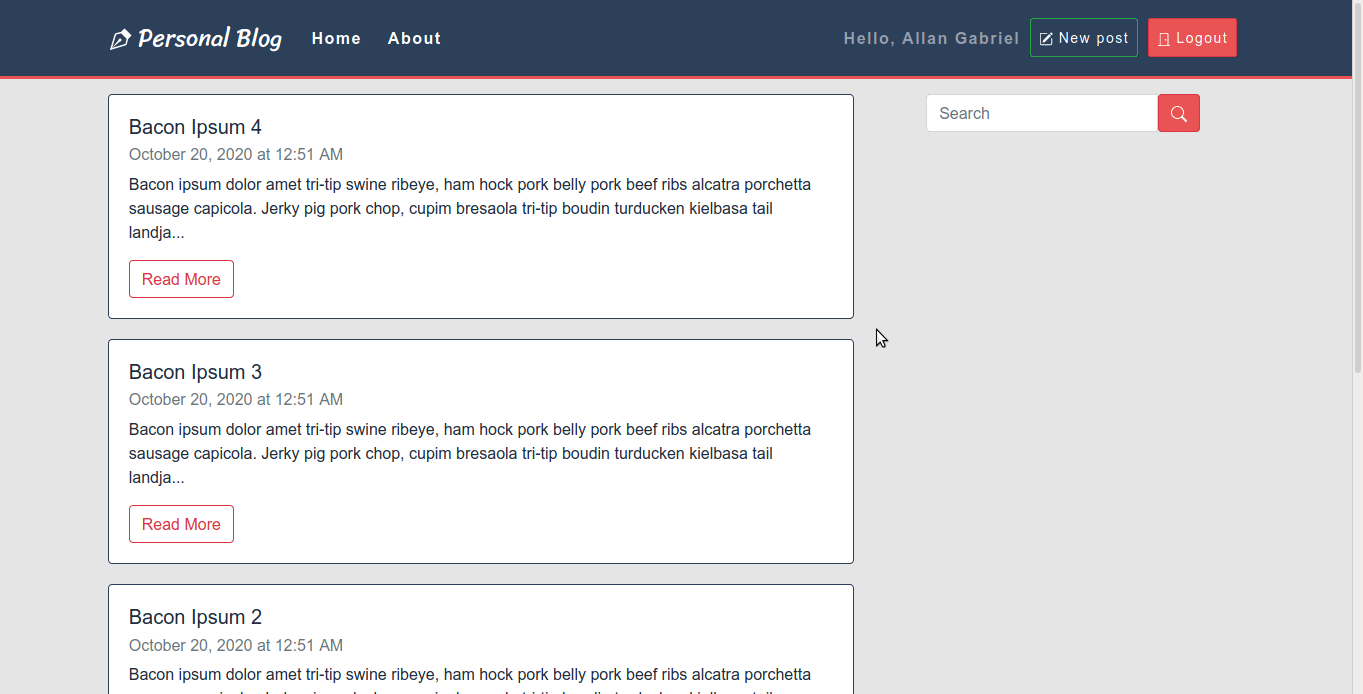 Personal Blog Home About Hello, Allan Gabriel New post Logout
Search
Bacon Ipsum 4
October 20, 2020 at 12:51 AM
Bacon ipsum dolor amet tri-tip swine ribeye, ham hock pork belly pork beef ribs alcatra porchetta
sausage capicola. Jerky pig pork chop, cupim bresaola tri-tip boudin turducken kielbasa tail
landja...
Read More
Bacon Ipsum 3
October 20, 2020 at 12:51 AM
Bacon ipsum dolor amet tri-tip swine ribeye, ham hock pork belly pork beef ribs alcatra porchetta
sausage capicola. Jerky pig pork chop, cupim bresaola tri-tip boudin turducken kielbasa tail
landja...
Read More
Bacon Ipsum 2
October 20, 2020 at 12:51 AM
Bacon ipsum dolor amet tri-tip swine ribeye, ham hock pork belly pork beef ribs alcatra porchetta